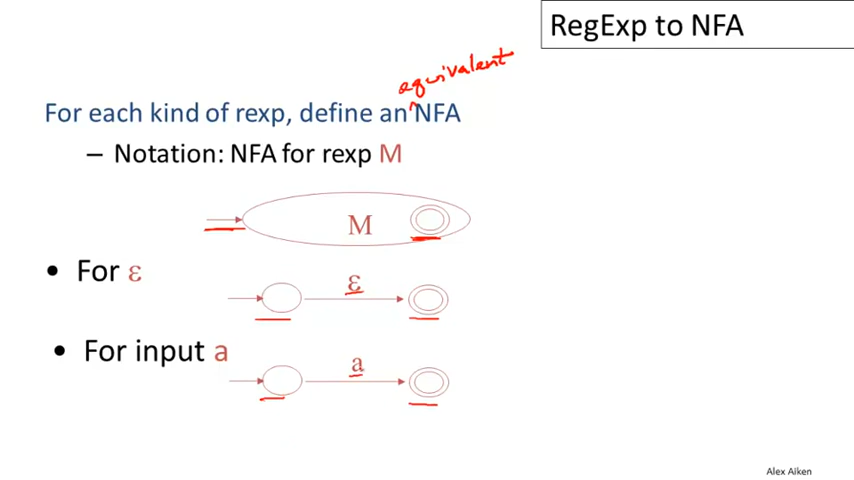 RegExp to NFA
equivalent
For each kind of rexp, define an ^ NFA
– Notation: NFA for rexp M
M
• For ε
ε
• For input a
a
Alex Aiken